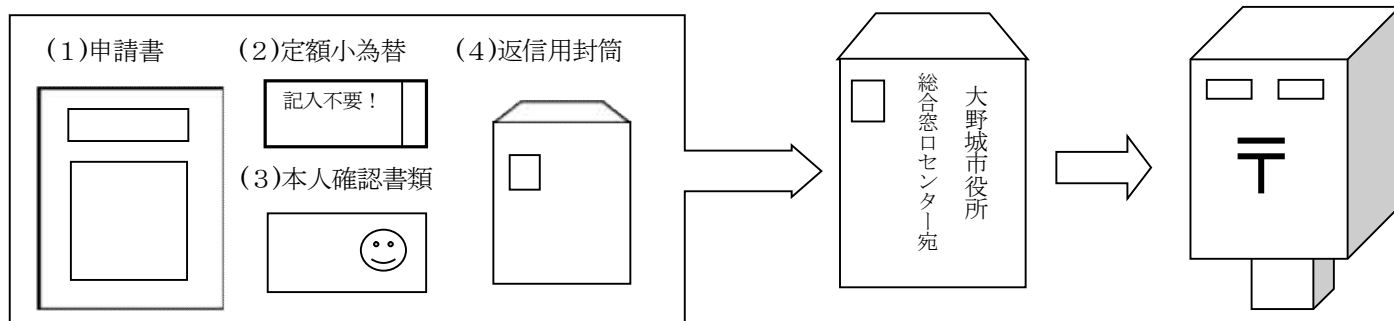 (1)申請書
(2)定額小為替
記入不要！
(3)本人確認書類
(4)返信用封筒
大野城市役所
総合窓口センター宛
〒